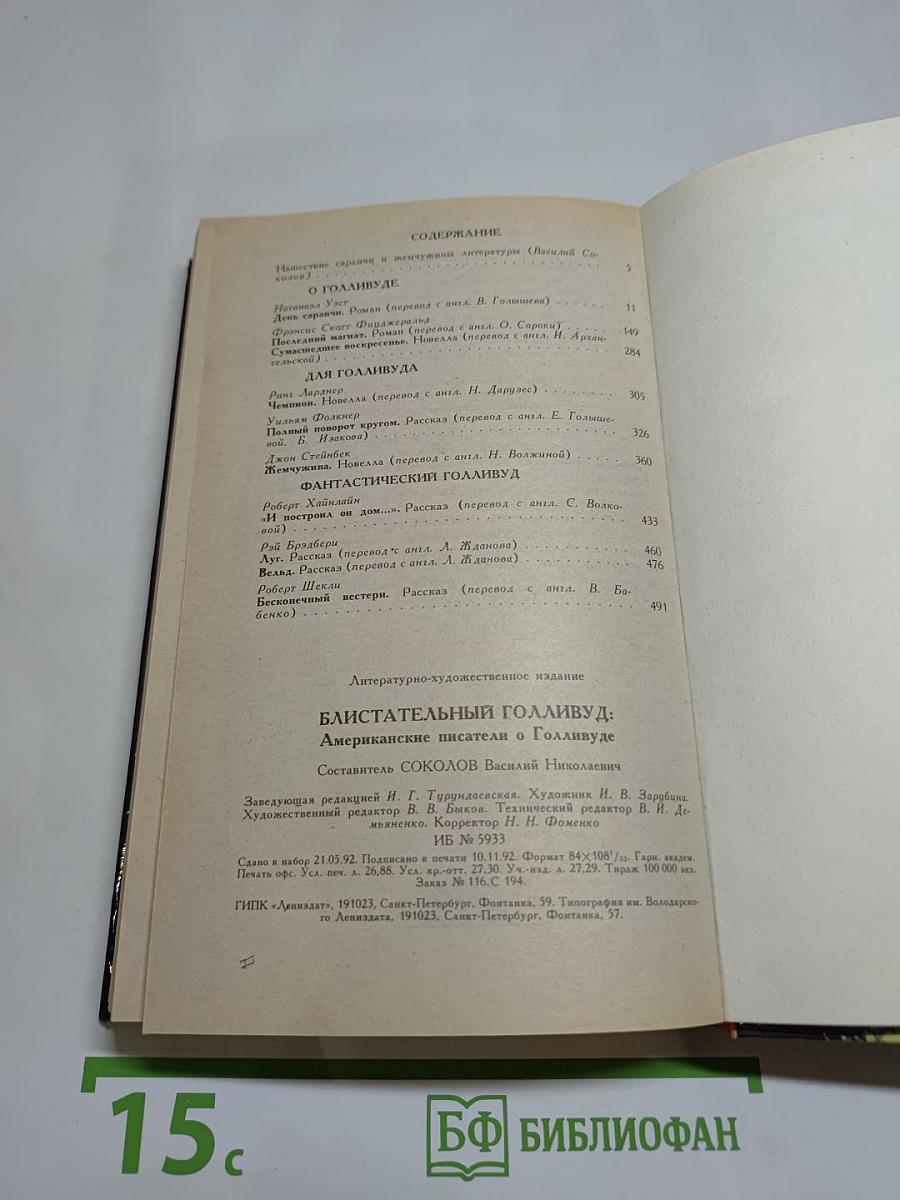 СОДЕРЖАНИЕ
Нашествие саранчи и жемчужины литературы (Василий Со-
колов) . . . 5
О ГОЛЛИВУДЕ
Натанаэл Уэст
День саранчи. Роман (перевод с англ. В. Голышева) . . . 11
Фрэнсис Скотт Фицджеральд
Последний магнат. Роман (перевод с англ. О. Сороки) . . . 149
Сумасшедшее воскресенье. Новелла (перевод с англ. И. Архан-
гельской) . . . 284
ДЛЯ ГОЛЛИВУДА
Ринг Ларднер
Чемпион. Новелла (перевод с англ. Н. Дарузес) . . . 305
Уильям Фолкнер
Полный поворот кругом. Рассказ (перевод с англ. Е. Голыше-
вой, Б. Изакова) . . . 326
Джон Стейнбек
Жемчужина. Новелла (перевод с англ. Н. Волжиной) . . . 360
ФАНТАСТИЧЕСКИЙ ГОЛЛИВУД
Роберт Хайнлайн
«И построил он дом...». Рассказ (перевод с англ. С. Волко-
вой) . . . 433
Рэй Брэдбери
Луг. Рассказ (перевод с англ. Л. Жданова) . . . 460
Вельд. Рассказ (перевод с англ. Л. Жданова) . . . 476
Роберт Шекли
Бесконечный вестерн. Рассказ (перевод с англ. В. Ба-
бенко) . . . 491
Литературно-художественное издание
БЛИСТАТЕЛЬНЫЙ ГОЛЛИВУД:
Американские писатели о Голливуде
Составитель СОКОЛОВ Василий Николаевич
Заведующая редакцией И. Г. Турундаевская. Художник И. В. Зарубина.
Художественный редактор В. В. Быков. Технический редактор В. И. Де-
мьяненко. Корректор Н. Н. Фоменко
ИБ № 5933
Сдано в набор 21.05.92. Подписано к печати 10.11.92. Формат 84×108¹/₃₂. Гарн. академ.
Печать офс. Усл. печ. л. 26,88. Усл. кр.-отт. 27,30. Уч.-изд. л. 27,29. Тираж 100 000 экз.
Заказ № 116. С 194.
ГИПК «Лениздат», 191023, Санкт-Петербург, Фонтанка, 59. Типография им. Володарско-
го Лениздата, 191023, Санкт-Петербург, Фонтанка, 57.
15 с
БФ БИБЛИОФАН